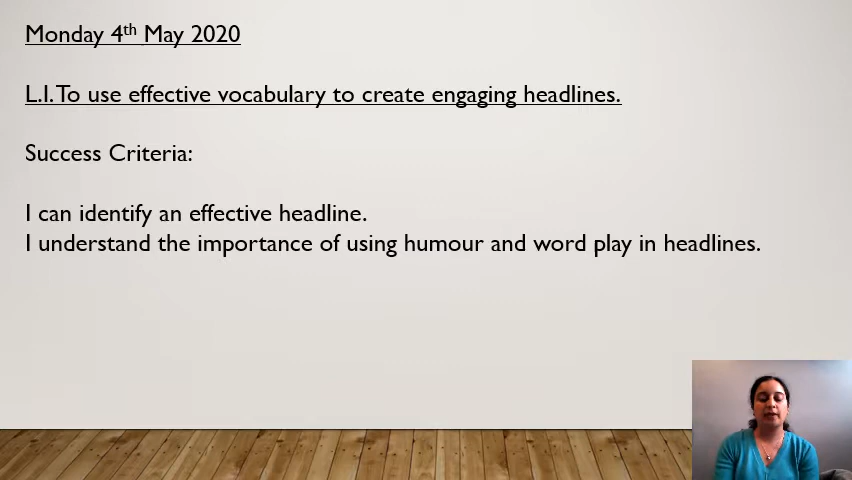 Monday 4th May 2020
L.I. To use effective vocabulary to create engaging headlines.
Success Criteria:
I can identify an effective headline.
I understand the importance of using humour and word play in headlines.